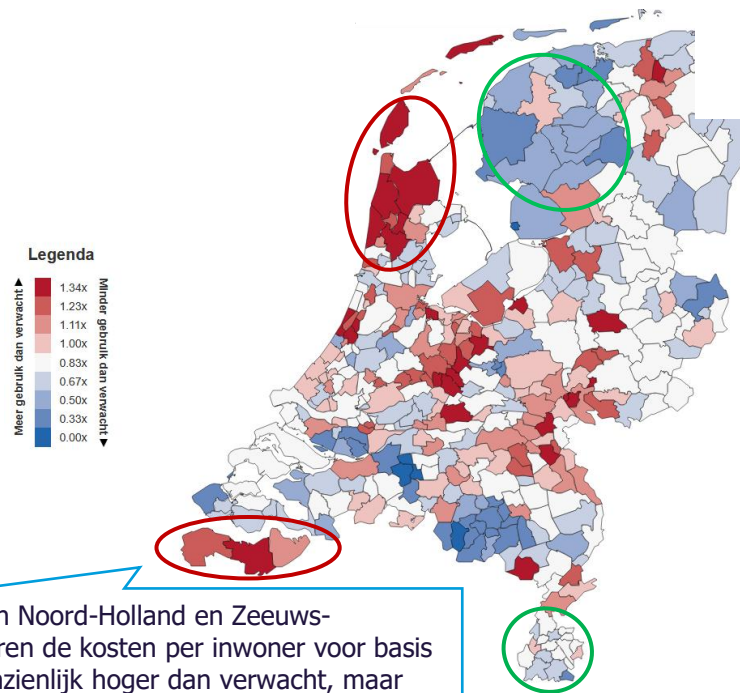 Legenda
Meer gebruik dan verwacht ▶
Minder gebruik dan verwacht ▶
1.34x
1.23x
1.11x
1.00x
0.83x
0.67x
0.50x
0.33x
0.00x
Noord-Holland en Zeeuws-
de kosten per inwoner voor basis
hoger dan verwacht, maar